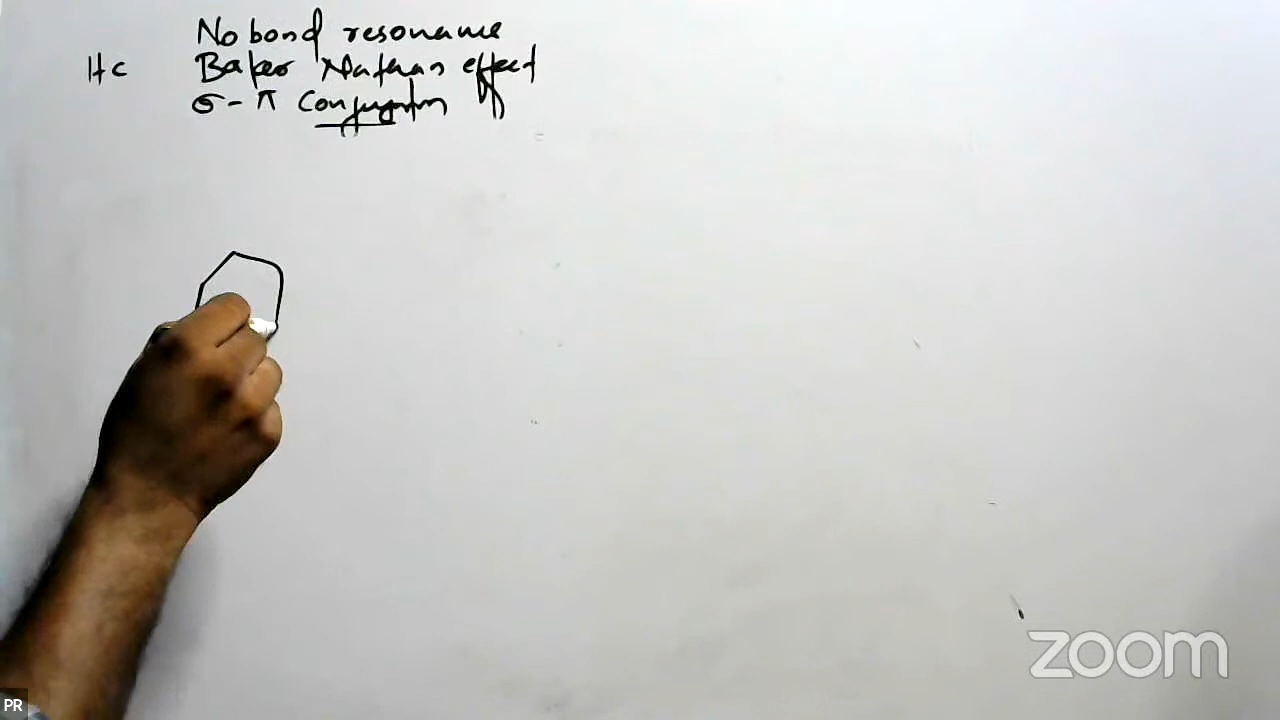 No bond resonance
Hc Baker Nathan effect
σ-π Conjugation
zoom
PR